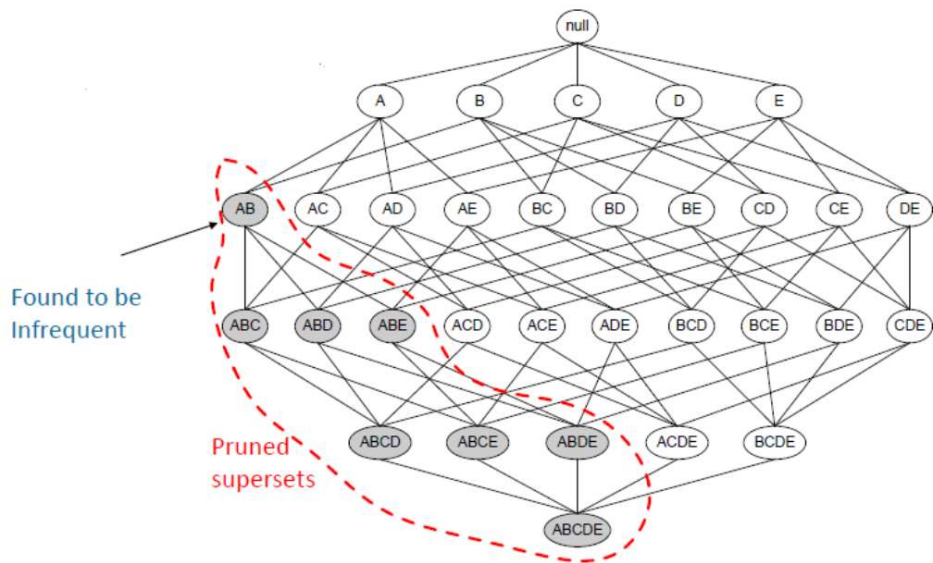 null
A B C D E
AB AC AD AE BC BD BE CD CE DE
Found to be
Infrequent
ABC ABD ABE ACD ACE ADE BCD BCE BDE CDE
Pruned
supersets
ABCD ABCE ABDE ACDE BCDE
ABCDE